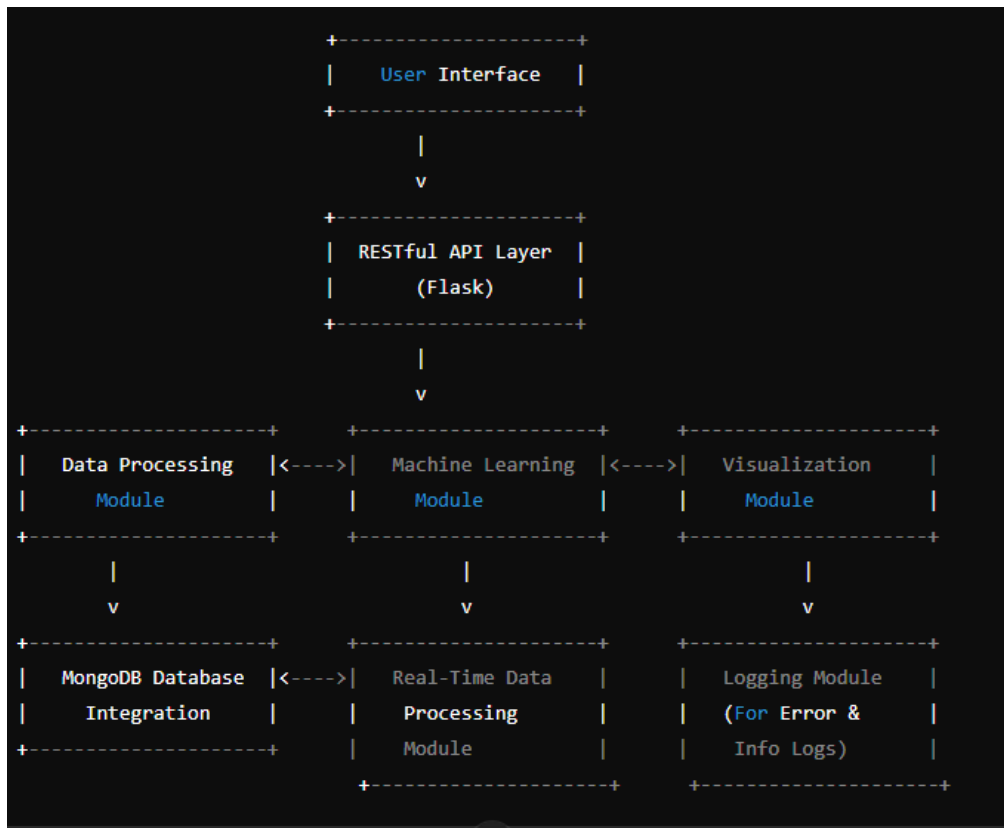 +---------------------+
|    User Interface   |
+---------------------+
|
v
+---------------------+
|  RESTful API Layer  |
|       (Flask)       |
+---------------------+
|
v
+---------------------+      +---------------------+      +---------------------+
|   Data Processing   |<---->|   Machine Learning  |<---->|   Visualization     |
|      Module         |      |     Module          |      |     Module          |
+---------------------+      +---------------------+      +---------------------+
        |                              |                             |
        v                              v                             v
+---------------------+      +---------------------+      +---------------------+
|   MongoDB Database  |<---->|   Real-Time Data    |      |   Logging Module    |
|     Integration     |      |    Processing       |      |   (For Error &      |
+---------------------+      |    Module           |      |    Info Logs)       |
                              +---------------------+      +---------------------+